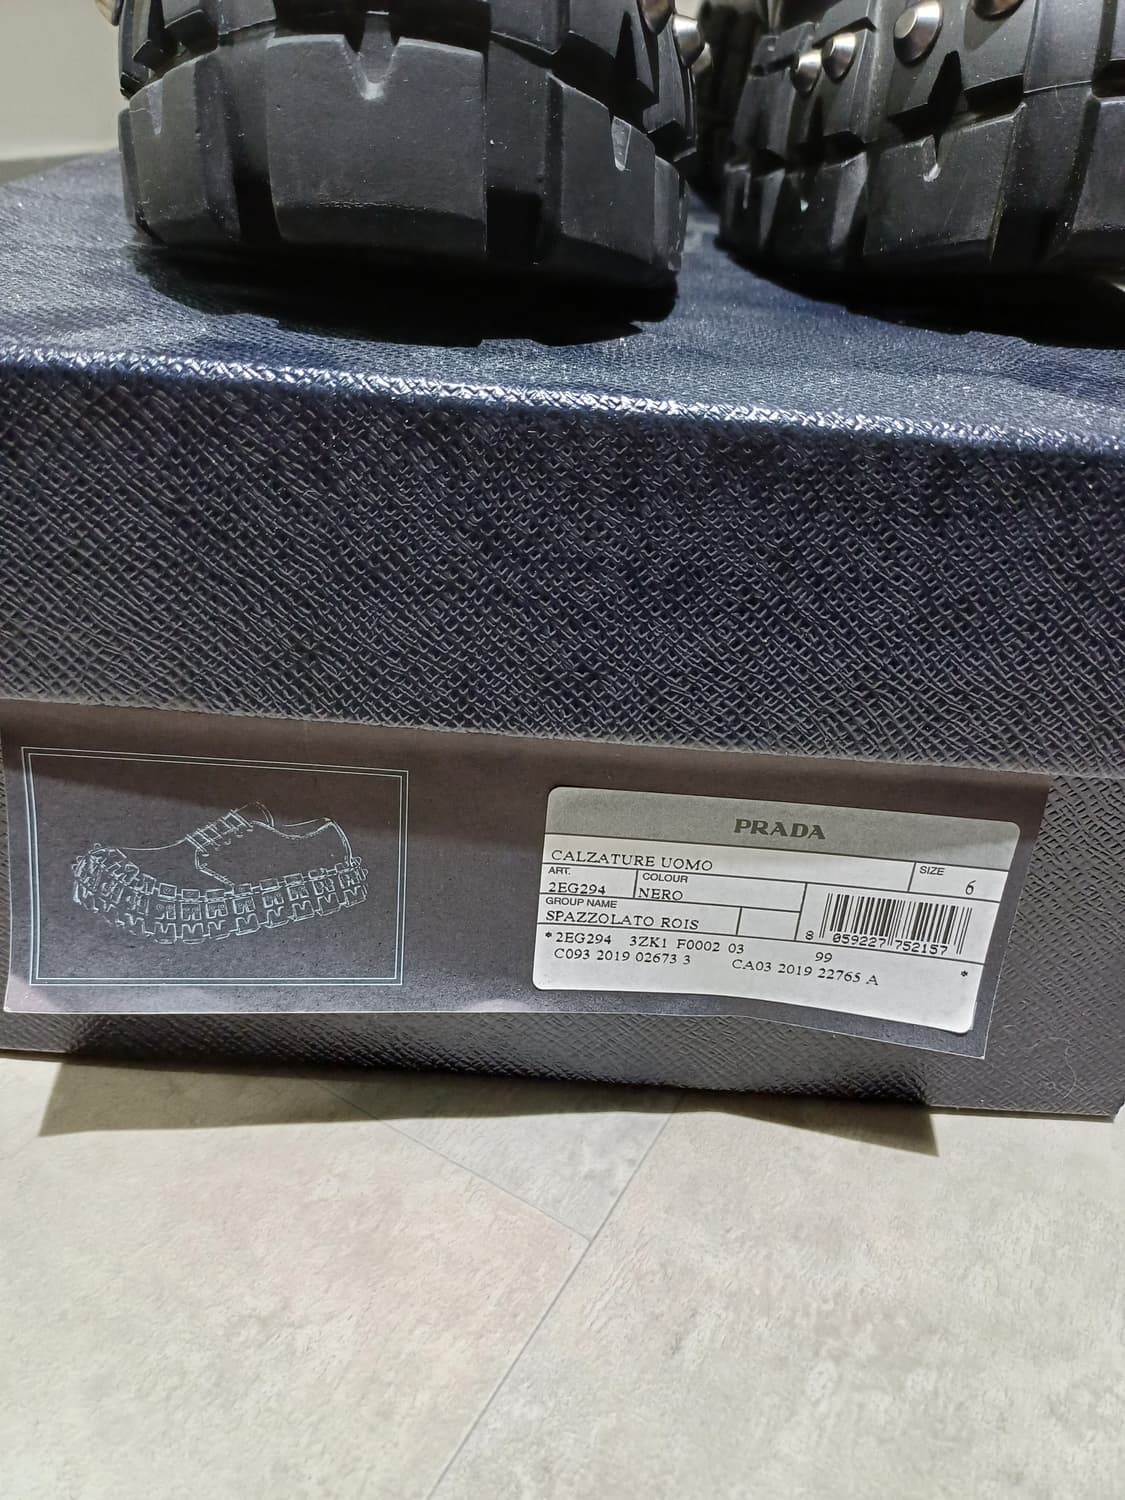 PRADA
CALZATURE UOMO
SIZE 6
ART. 2EG294
COLOUR NERO
GROUP NAME
SPAZZOLATO ROIS
8 059227 752157
*2EG294 3ZK1 F0002 03 99
C093 2019 02673 3 CA03 2019 22765 A *